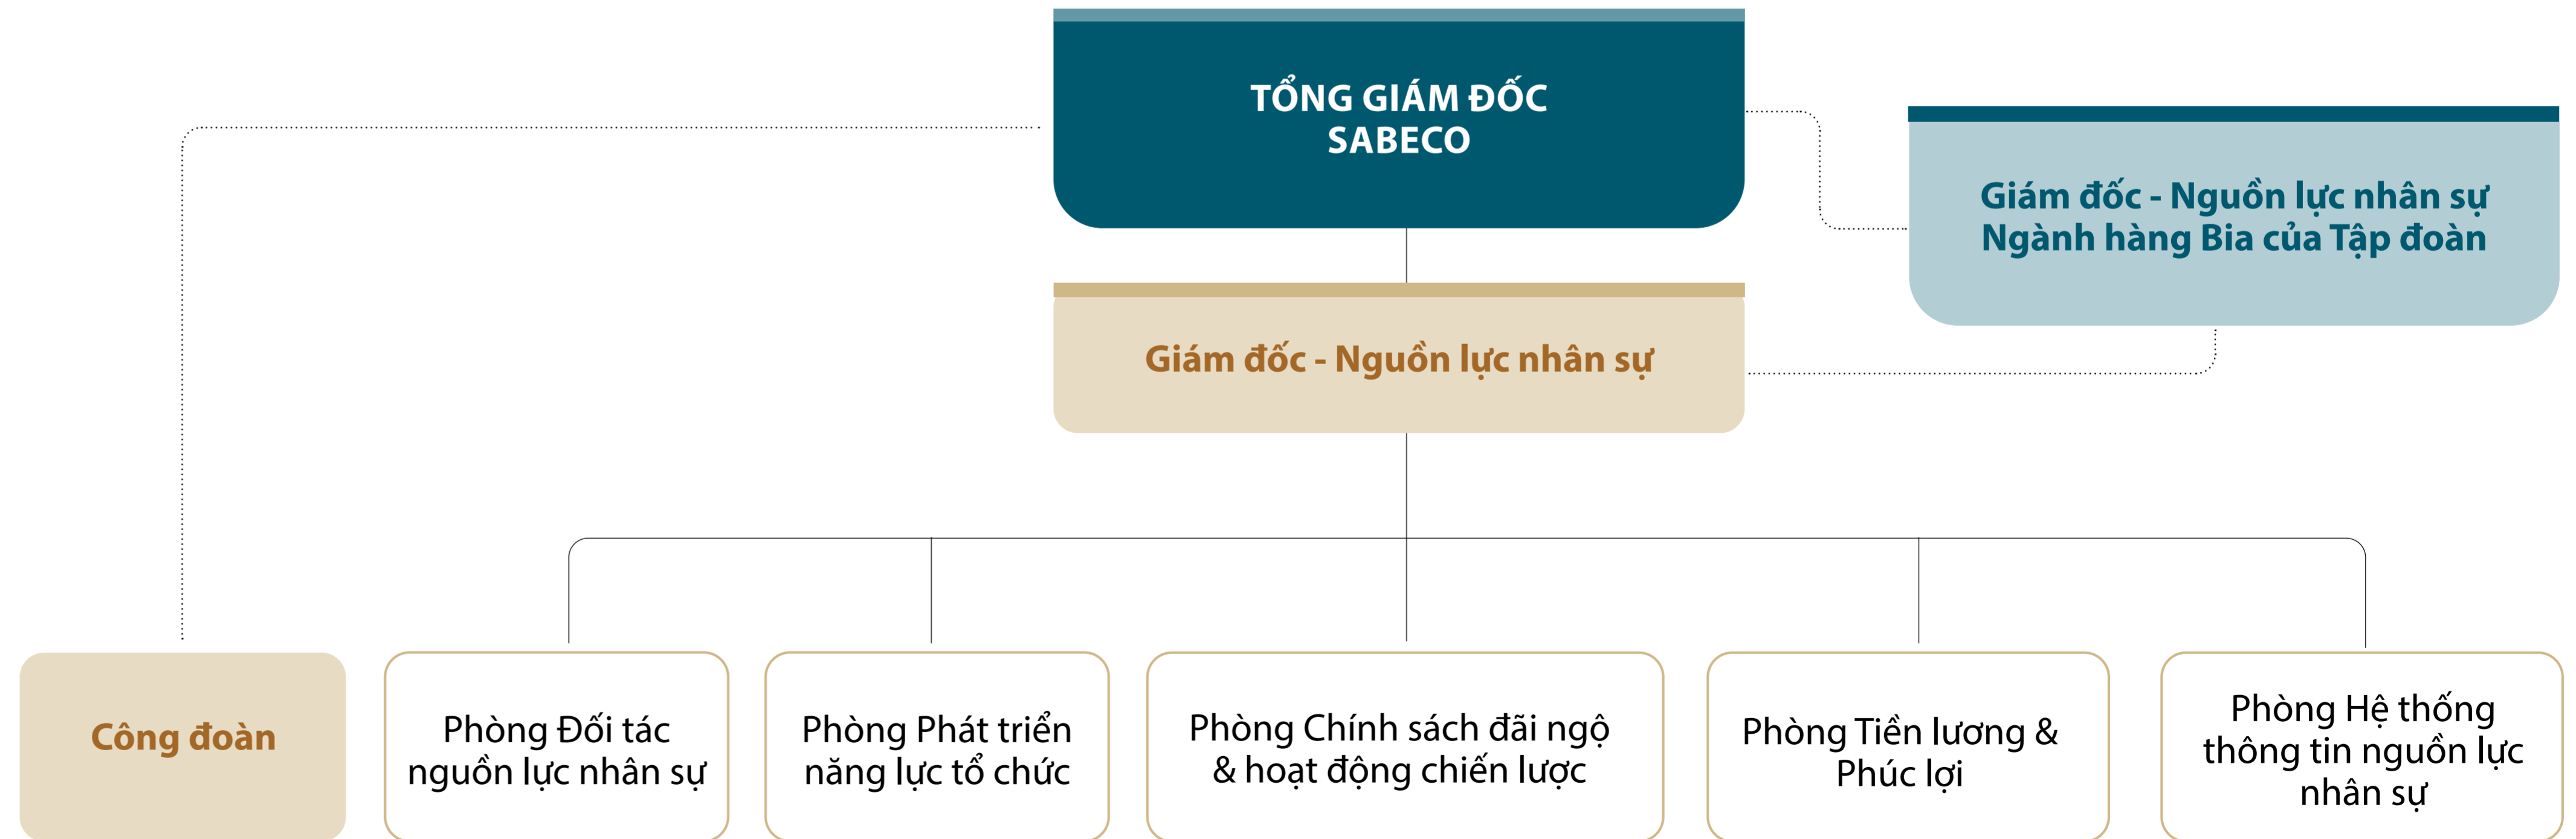 TỔNG GIÁM ĐỐC
SABECO
Giám đốc - Nguồn lực nhân sự
Ngành hàng Bia của Tập đoàn
Giám đốc - Nguồn lực nhân sự
Công đoàn
Phòng Đối tác
nguồn lực nhân sự
Phòng Phát triển
năng lực tổ chức
Phòng Chính sách đãi ngộ
& hoạt động chiến lược
Phòng Tiền lương &
Phúc lợi
Phòng Hệ thống
thông tin nguồn lực
nhân sự